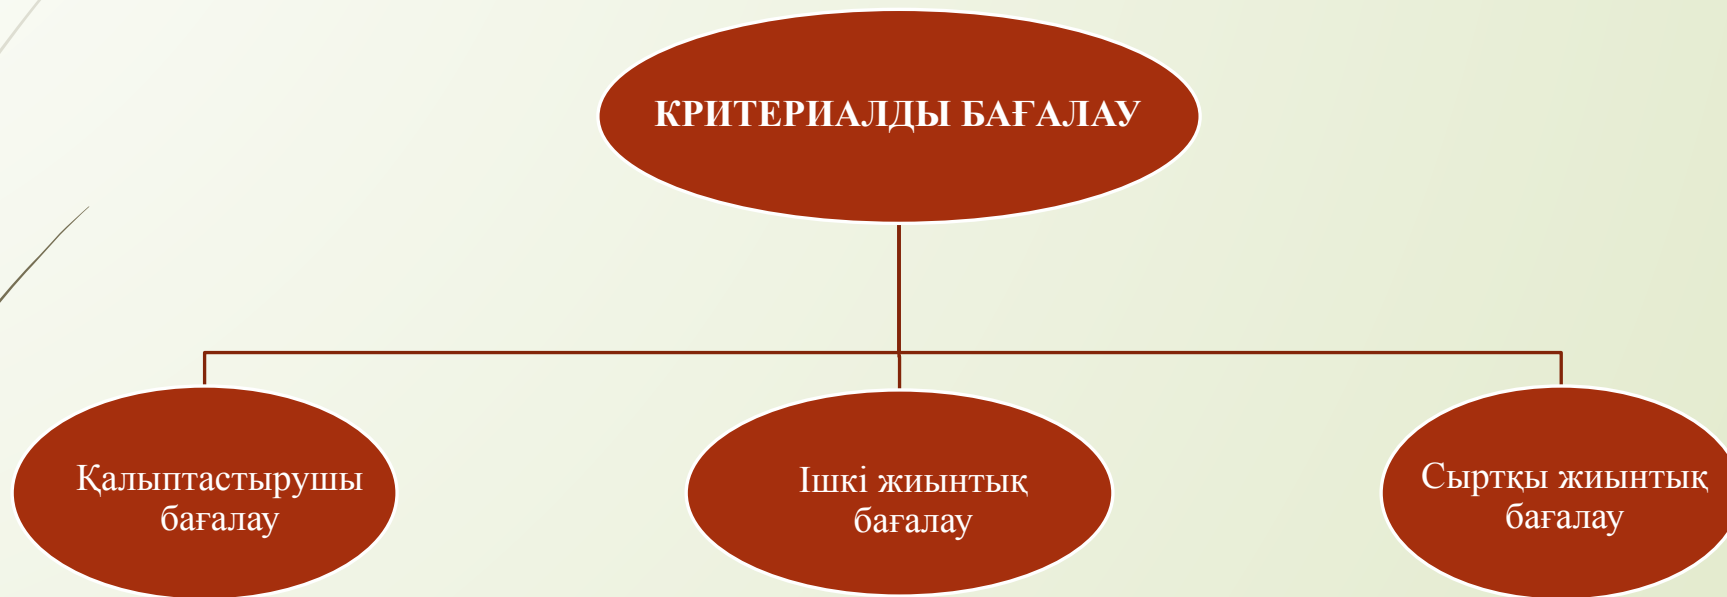 КРИТЕРИАЛДЫ БАҒАЛАУ
Қалыптастырушы
бағалау
Ішкі жиынтық
бағалау
Сыртқы жиынтық
бағалау